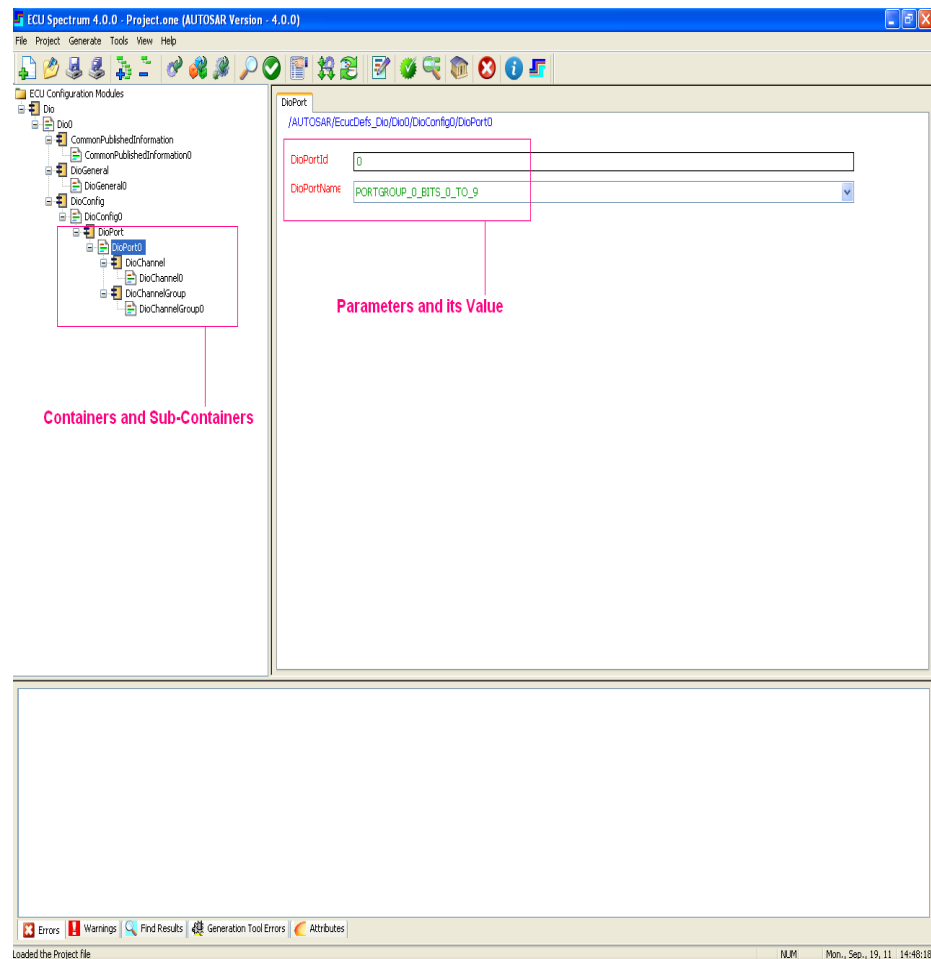 ECU Spectrum 4.0.0 - Project.one (AUTOSAR Version - 4.0.0)
File Project Generate Tools View Help
ECU Configuration Modules
Dio
Dio0
CommonPublishedInformation
CommonPublishedInformation0
DioGeneral
DioGeneral0
DioConfig
DioConfig0
DioPort
DioPort0
DioChannel
DioChannel0
DioChannelGroup
DioChannelGroup0
Containers and Sub-Containers
DioPort
/AUTOSAR/EcucDefs_Dio/Dio0/DioConfig0/DioPort0
DioPortId 0
DioPortName PORTGROUP_0_BITS_0_TO_9
Parameters and its Value
Errors Warnings Find Results Generation Tool Errors Attributes
Loaded the Project file NUM Mon., Sep., 19, 11 14:48:18